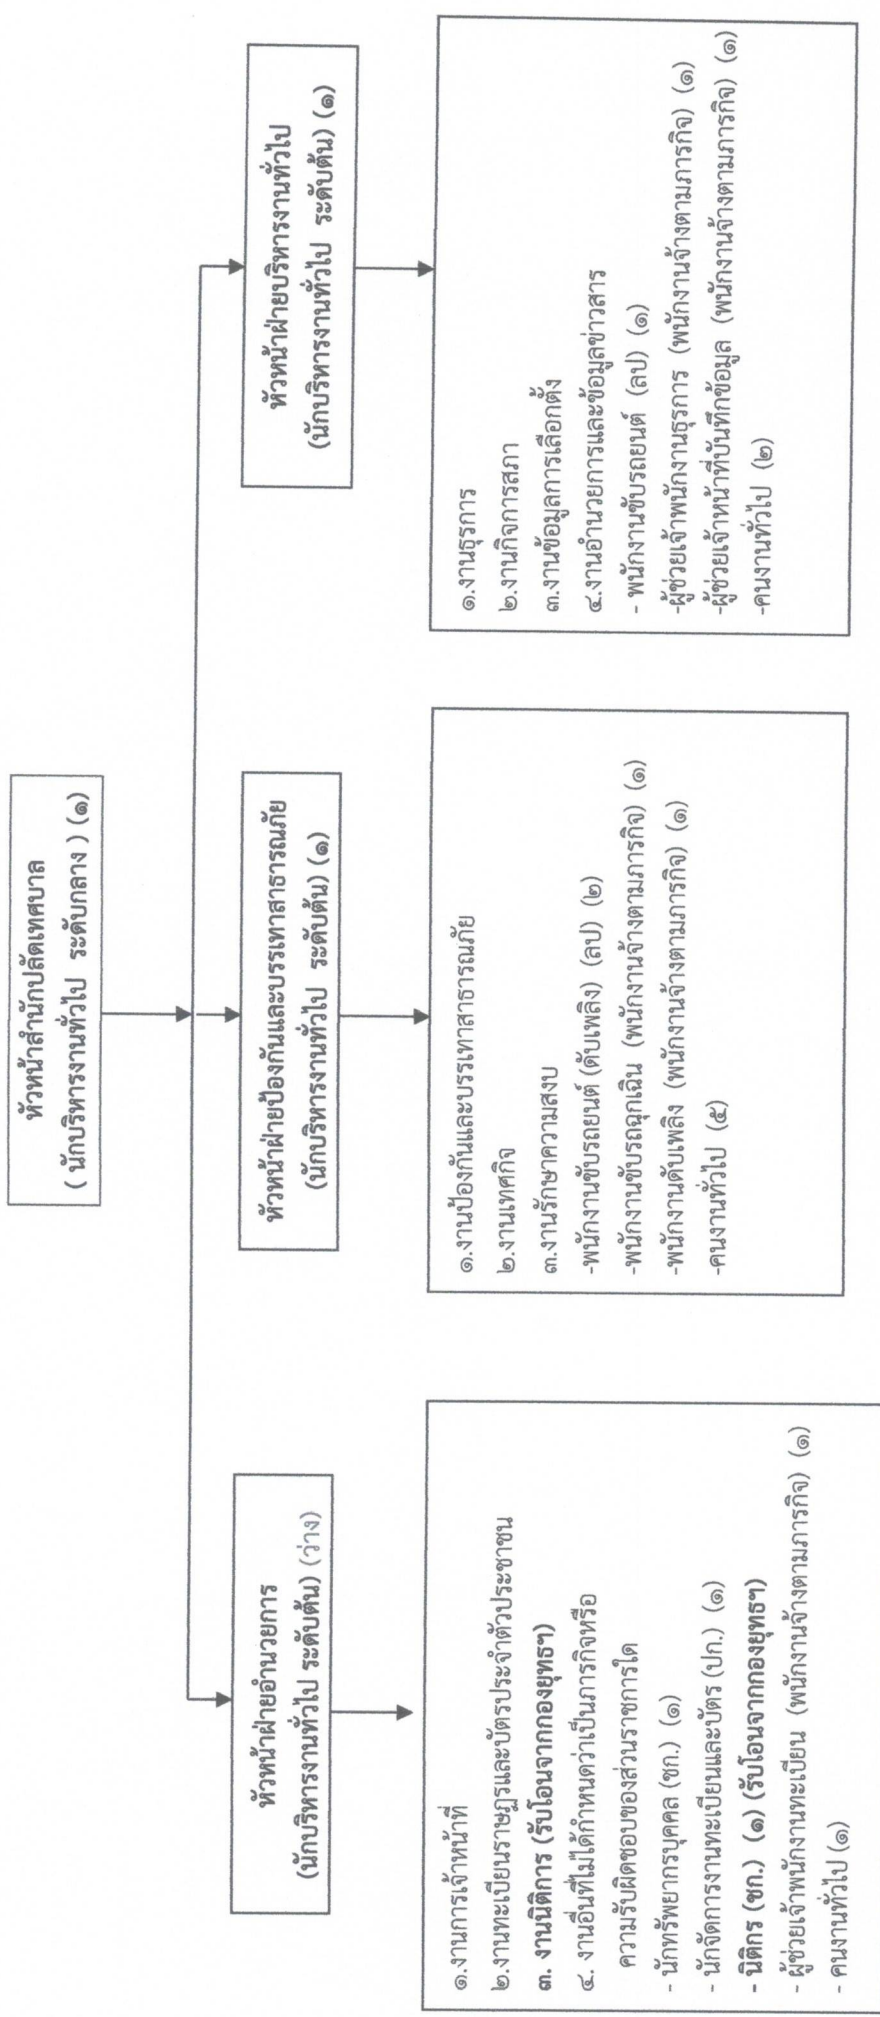 หัวหน้าสำนักปลัดเทศบาล
( นักบริหารงานทั่วไป ระดับกลาง ) (๑)
หัวหน้าฝ่ายอำนวยการ
(นักบริหารงานทั่วไป ระดับต้น) (ว่าง)
๑.งานการเจ้าหน้าที่
๒.งานทะเบียนราษฎรและบัตรประจำตัวประชาชน
๓. งานนิติการ (รับโอนจากกองยุทธฯ)
๔. งานอื่นที่ไม่ได้กำหนดว่าเป็นภารกิจหรือ
ความรับผิดชอบของส่วนราชการใด
- นักทรัพยากรบุคคล (ชก.) (๑)
- นักจัดการงานทะเบียนและบัตร (ปก.) (๑)
- นิติกร (ชก.) (๑) (รับโอนจากกองยุทธฯ)
- ผู้ช่วยเจ้าพนักงานทะเบียน (พนักงานจ้างตามภารกิจ) (๑)
- คนงานทั่วไป (๑)
หัวหน้าฝ่ายป้องกันและบรรเทาสาธารณภัย
(นักบริหารงานทั่วไป ระดับต้น) (๑)
๑.งานป้องกันและบรรเทาสาธารณภัย
๒.งานเทศกิจ
๓.งานรักษาความสงบ
-พนักงานขับรถยนต์ (ดับเพลิง) (ลป) (๒)
-พนักงานขับรถฉุกเฉิน (พนักงานจ้างตามภารกิจ) (๑)
-พนักงานดับเพลิง (พนักงานจ้างตามภารกิจ) (๑)
-คนงานทั่วไป (๕)
หัวหน้าฝ่ายบริหารงานทั่วไป
(นักบริหารงานทั่วไป ระดับต้น) (๑)
๑.งานธุรการ
๒.งานกิจการสภา
๓.งานข้อมูลการเลือกตั้ง
๔.งานอำนวยการและข้อมูลข่าวสาร
- พนักงานขับรถยนต์ (ลป) (๑)
-ผู้ช่วยเจ้าพนักงานธุรการ (พนักงานจ้างตามภารกิจ) (๑)
-ผู้ช่วยเจ้าหน้าที่บันทึกข้อมูล (พนักงานจ้างตามภารกิจ) (๑)
-คนงานทั่วไป (๒)